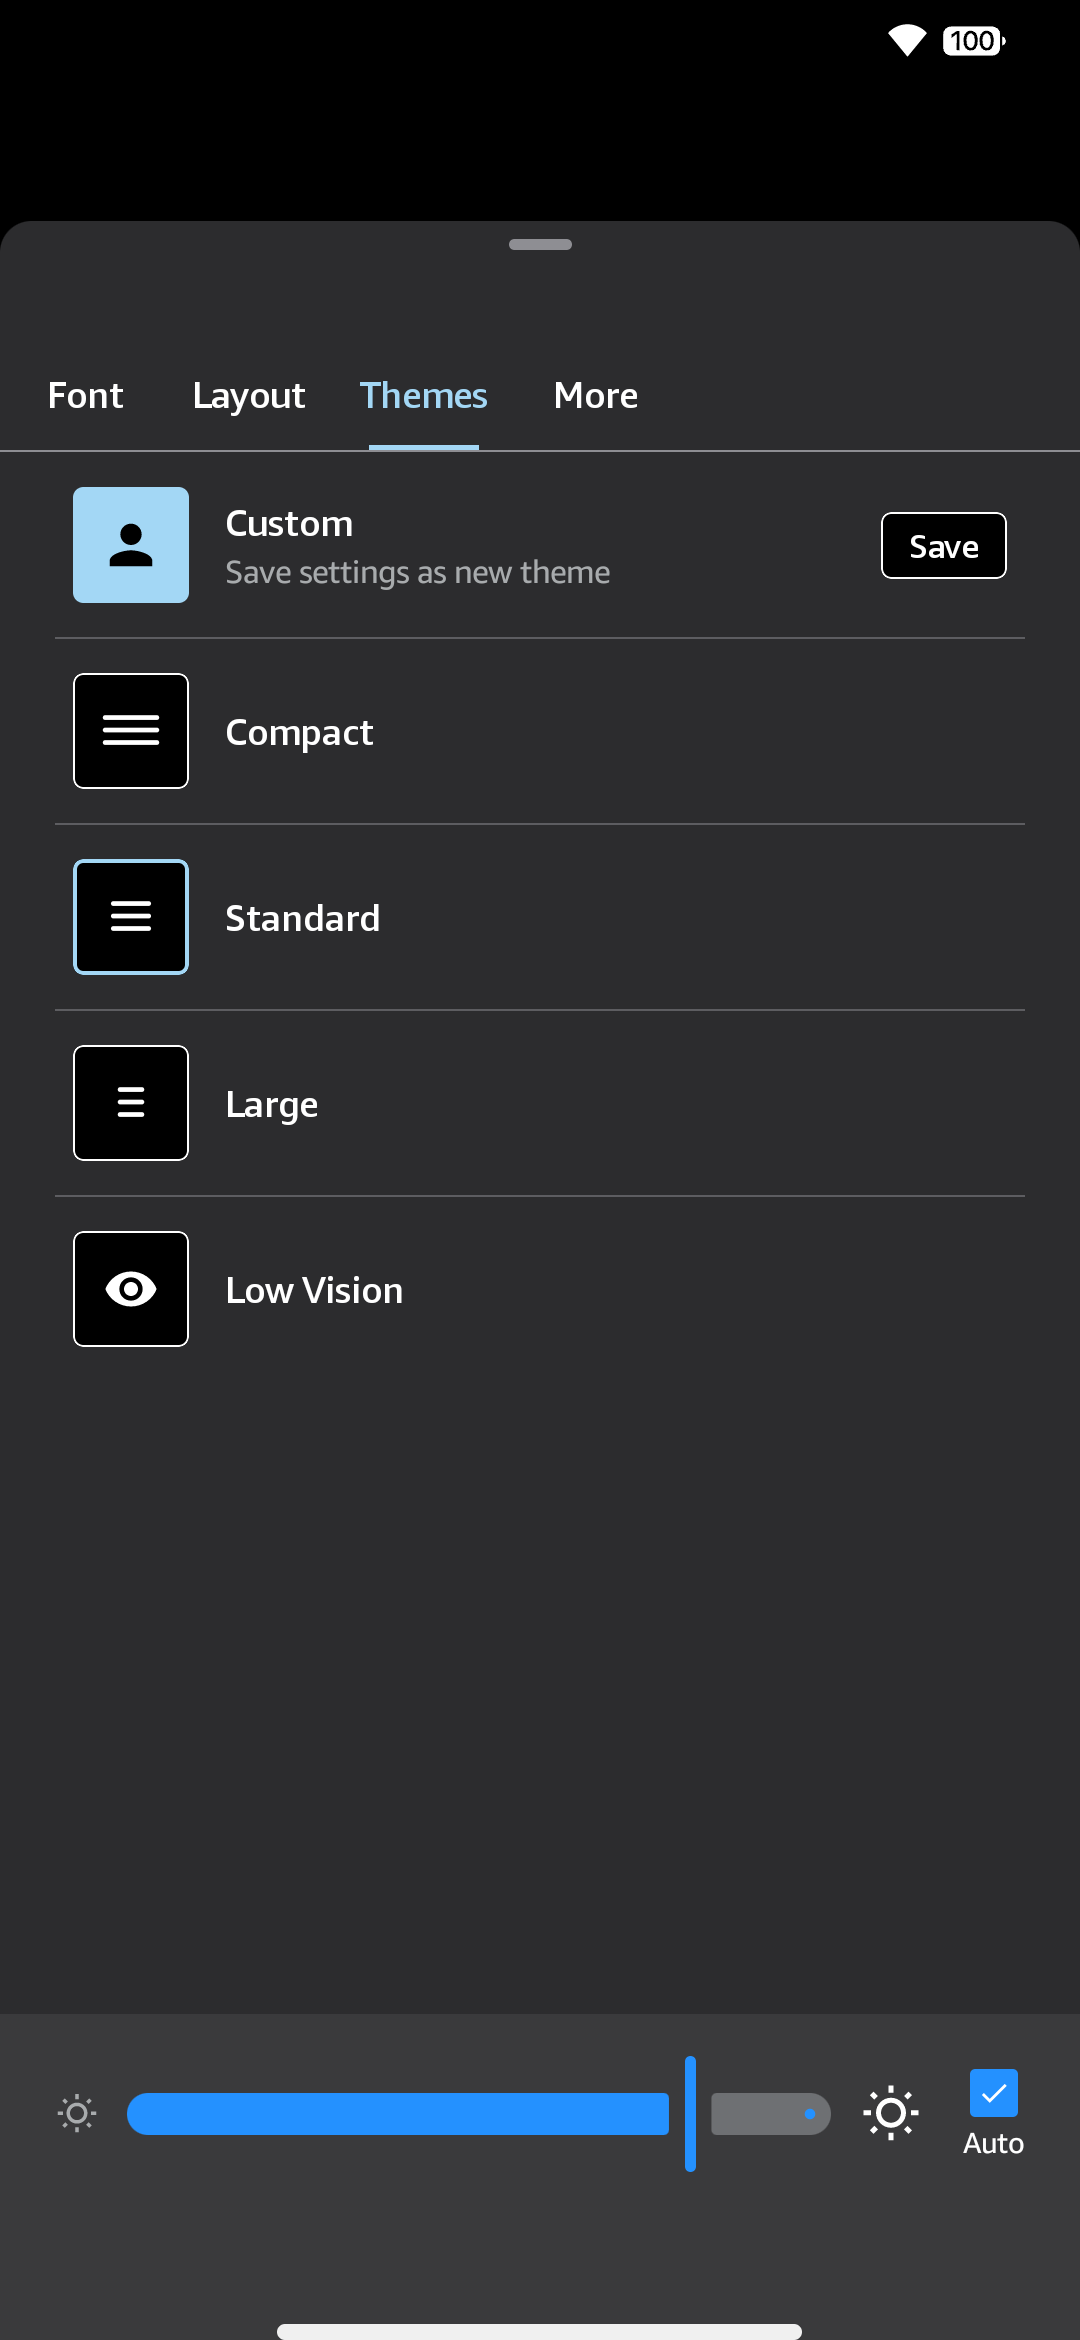 100
Font Layout Themes More
Custom
Save settings as new theme
Save
Compact
Standard
Large
Low Vision
Auto